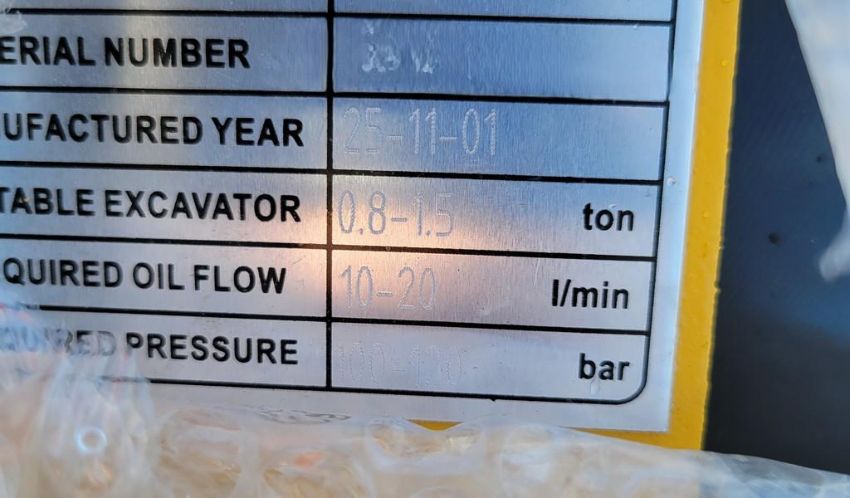 ERIAL NUMBER
UFACTURED YEAR 25-11-01
TABLE EXCAVATOR 0.8-1.5 ton
QUIRED OIL FLOW 10-20 l/min
QUIRED PRESSURE bar